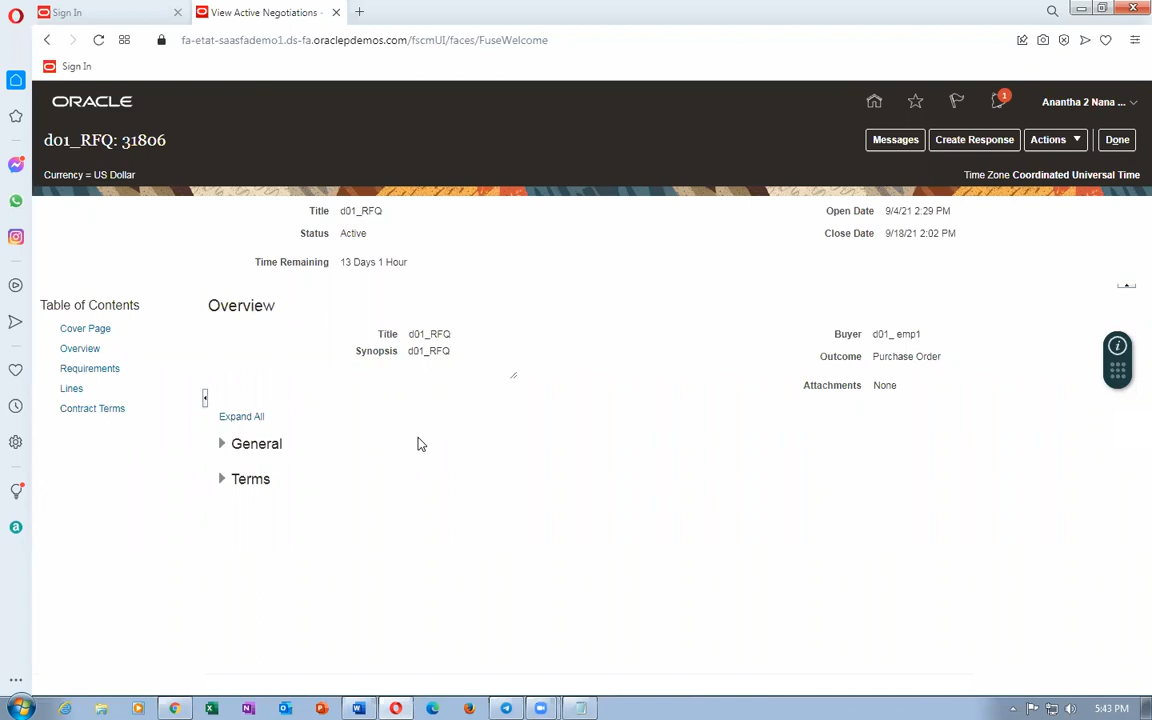 Sign In
View Active Negotiations -
fa-etat-saasfademo1.ds-fa.oraclepdemos.com/fscmUI/faces/FuseWelcome
Sign In
ORACLE
1
Anantha 2 Nana ...
d01_RFQ: 31806
Messages
Create Response
Actions
Done
Currency = US Dollar
Time Zone Coordinated Universal Time
Title d01_RFQ
Open Date 9/4/21 2:29 PM
Status Active
Close Date 9/18/21 2:02 PM
Time Remaining 13 Days 1 Hour
Table of Contents
Cover Page
Overview
Requirements
Lines
Contract Terms
Overview
Title d01_RFQ
Synopsis d01_RFQ
Buyer d01_ emp1
Outcome Purchase Order
Attachments None
Expand All
General
Terms
5:43 PM